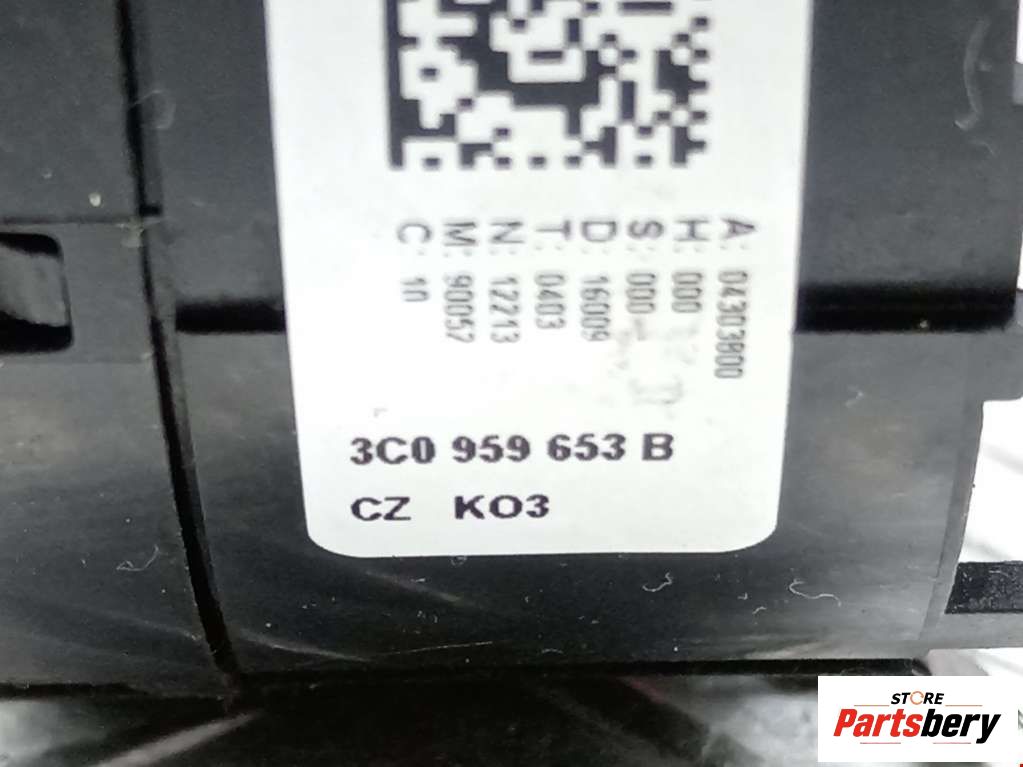 A: 04303800
H: 000
S: 000
D: 16009
T: 0403
N: 12213
M: 90057
C: 10
3C0 959 653 B
CZ KO3
STORE
Partsbery